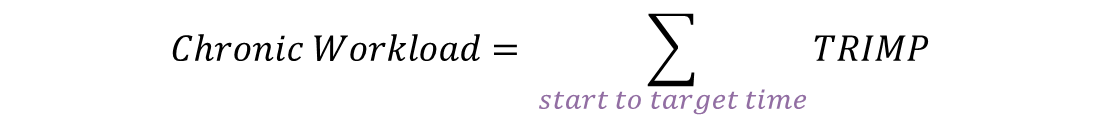 Chronic Workload = ∑ TRIMP
start to target time